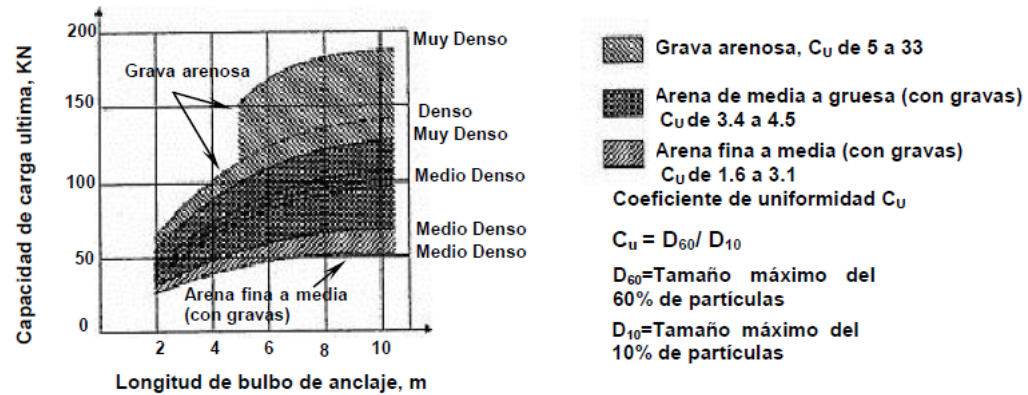 Capacidad de carga ultima, KN
200
150
100
50
0
2 4 6 8 10
Longitud de bulbo de anclaje, m
Grava arenosa
Arena fina a media
(con gravas)
Muy Denso
Denso
Muy Denso
Medio Denso
Medio Denso
Medio Denso
Grava arenosa, CU de 5 a 33
Arena de media a gruesa (con gravas)
CU de 3.4 a 4.5
Arena fina a media (con gravas)
CU de 1.6 a 3.1
Coeficiente de uniformidad CU
Cu = D60/ D10
D60=Tamaño máximo del
60% de partículas
D10=Tamaño máximo del
10% de partículas